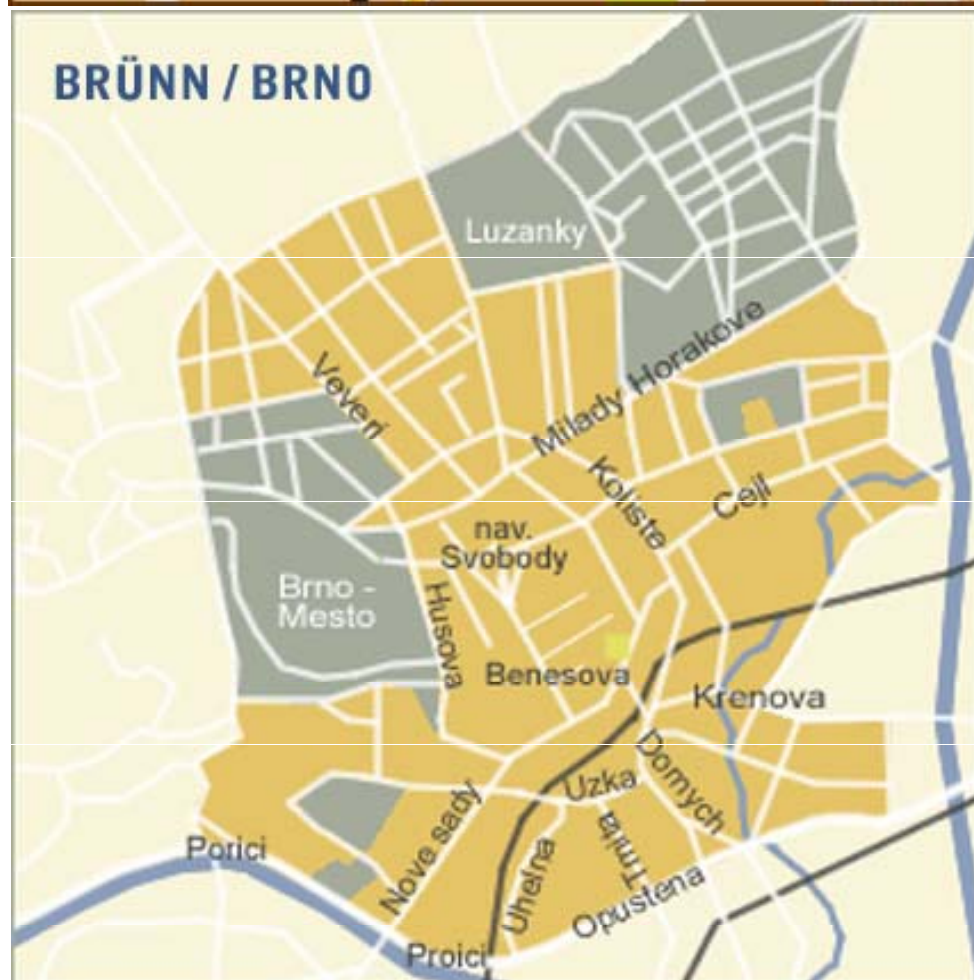 BRÜNN / BRNO
Luzanky
Milady Horakove
Veveri
Koliste
Cejl
nav.
Svobody
Brno -
Mesto
Husova
Benesova
Krenova
Domych
Uzka
Nove sady
Porici
Trnita
Uhelna
Opustena
Proici